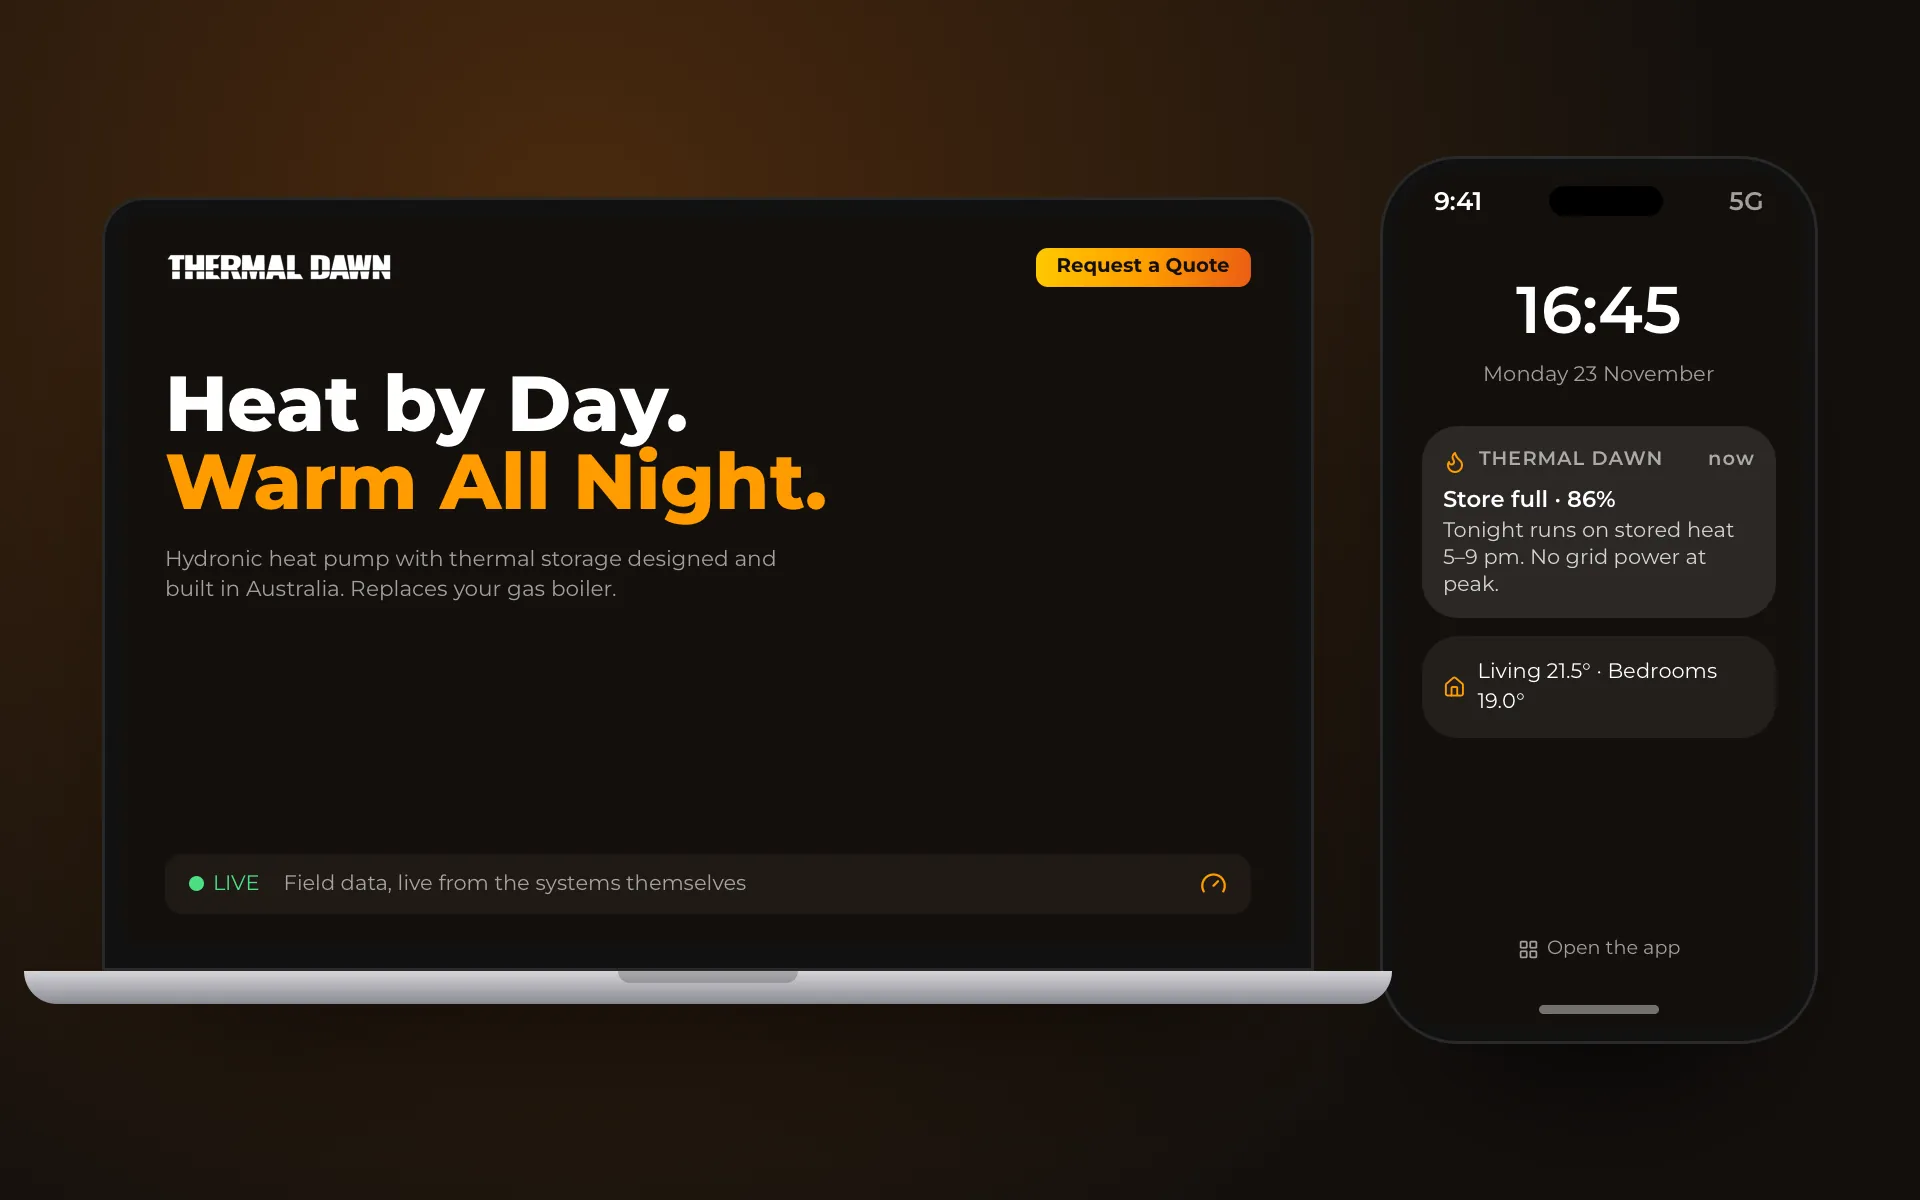 THERMAL DAWN
Request a Quote
Heat by Day.
Warm All Night.
Hydronic heat pump with thermal storage designed and
built in Australia. Replaces your gas boiler.
LIVE Field data, live from the systems themselves
9:41 5G
16:45
Monday 23 November
THERMAL DAWN now
Store full · 86%
Tonight runs on stored heat
5–9 pm. No grid power at
peak.
Living 21.5° · Bedrooms
19.0°
Open the app